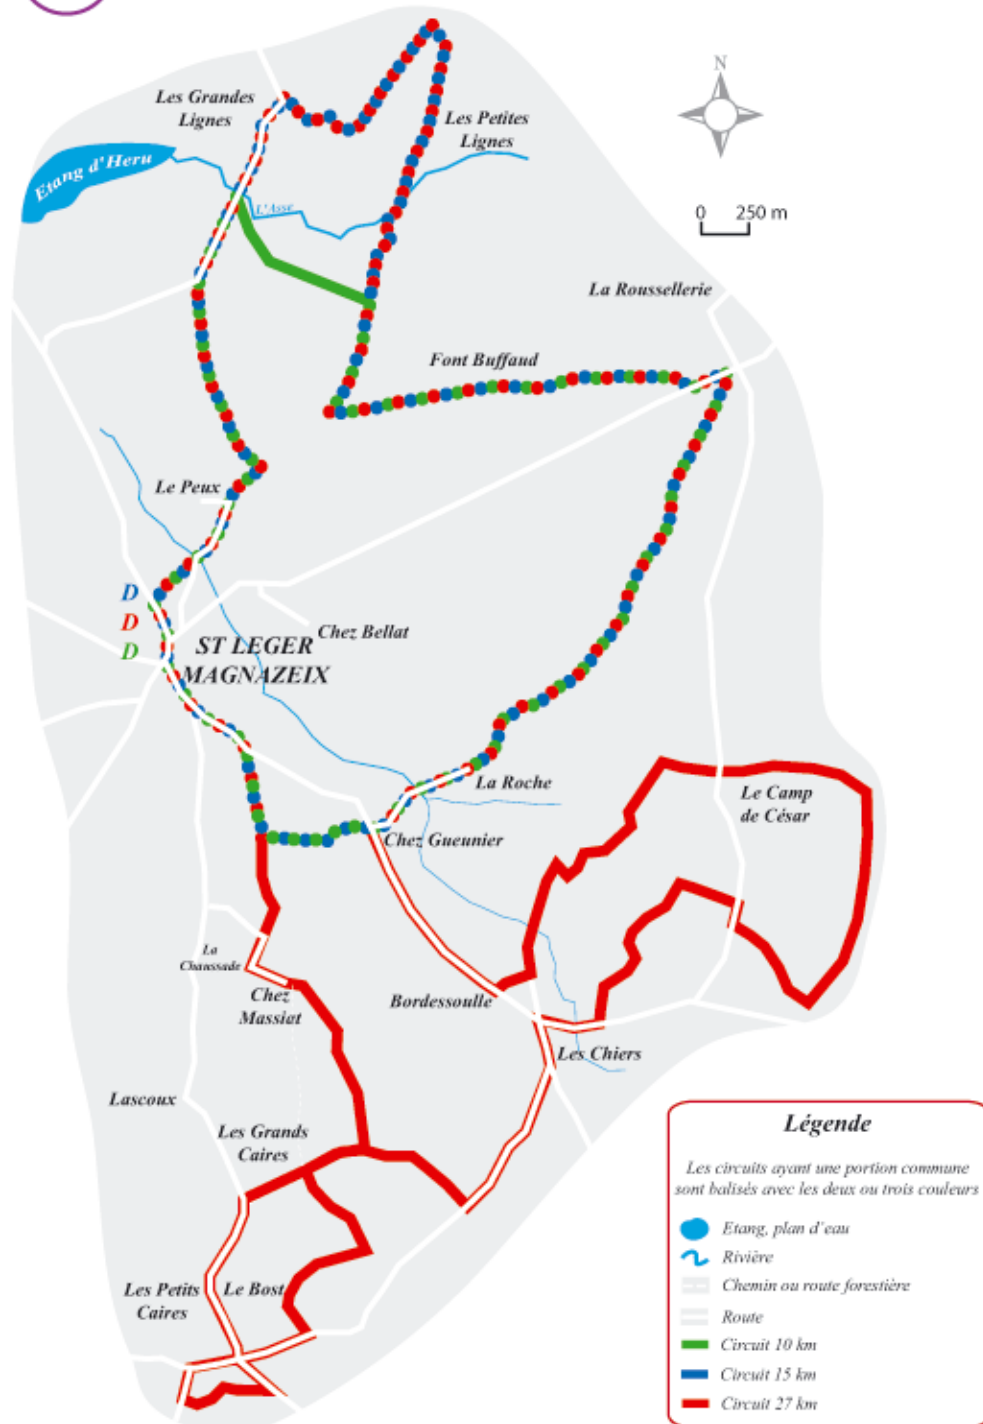 N
Les Grandes
Lignes
Les Petites
Lignes
Etang d'Heru
L'Asse
0 250 m
La Roussellerie
Font Buffaud
Le Peux
D
D
D
Chez Bellat
ST LEGER
MAGNAZEIX
La Roche
Le Camp
de César
Chez Gueunier
La
Chaussade
Chez
Massiat
Bordessoulle
Les Chiers
Lascoux
Les Grands
Caires
Les Petits
Caires
Le Bost
Légende
Les circuits ayant une portion commune
sont balisés avec les deux ou trois couleurs
Etang, plan d'eau
Rivière
Chemin ou route forestière
Route
Circuit 10 km
Circuit 15 km
Circuit 27 km